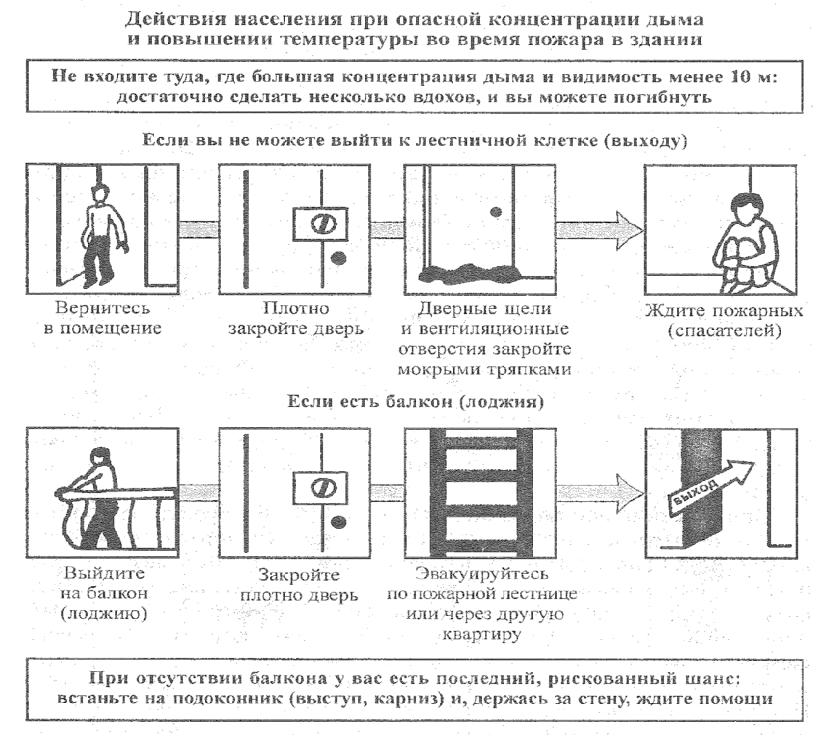 Действия населения при опасной концентрации дыма
и повышении температуры во время пожара в здании
Не входите туда, где большая концентрация дыма и видимость менее 10 м:
достаточно сделать несколько вдохов, и вы можете погибнуть
Если вы не можете выйти к лестничной клетке (выходу)
Вернитесь
в помещение
Плотно
закройте дверь
Дверные щели
и вентиляционные
отверстия закройте
мокрыми тряпками
Ждите пожарных
(спасателей)
Если есть балкон (лоджия)
ВЫХОД
Выйдите
на балкон
(лоджию)
Закройте
плотно дверь
Эвакуируйтесь
по пожарной лестнице
или через другую
квартиру
При отсутствии балкона у вас есть последний, рискованный шанс:
встаньте на подоконник (выступ, карниз) и, держась за стену, ждите помощи